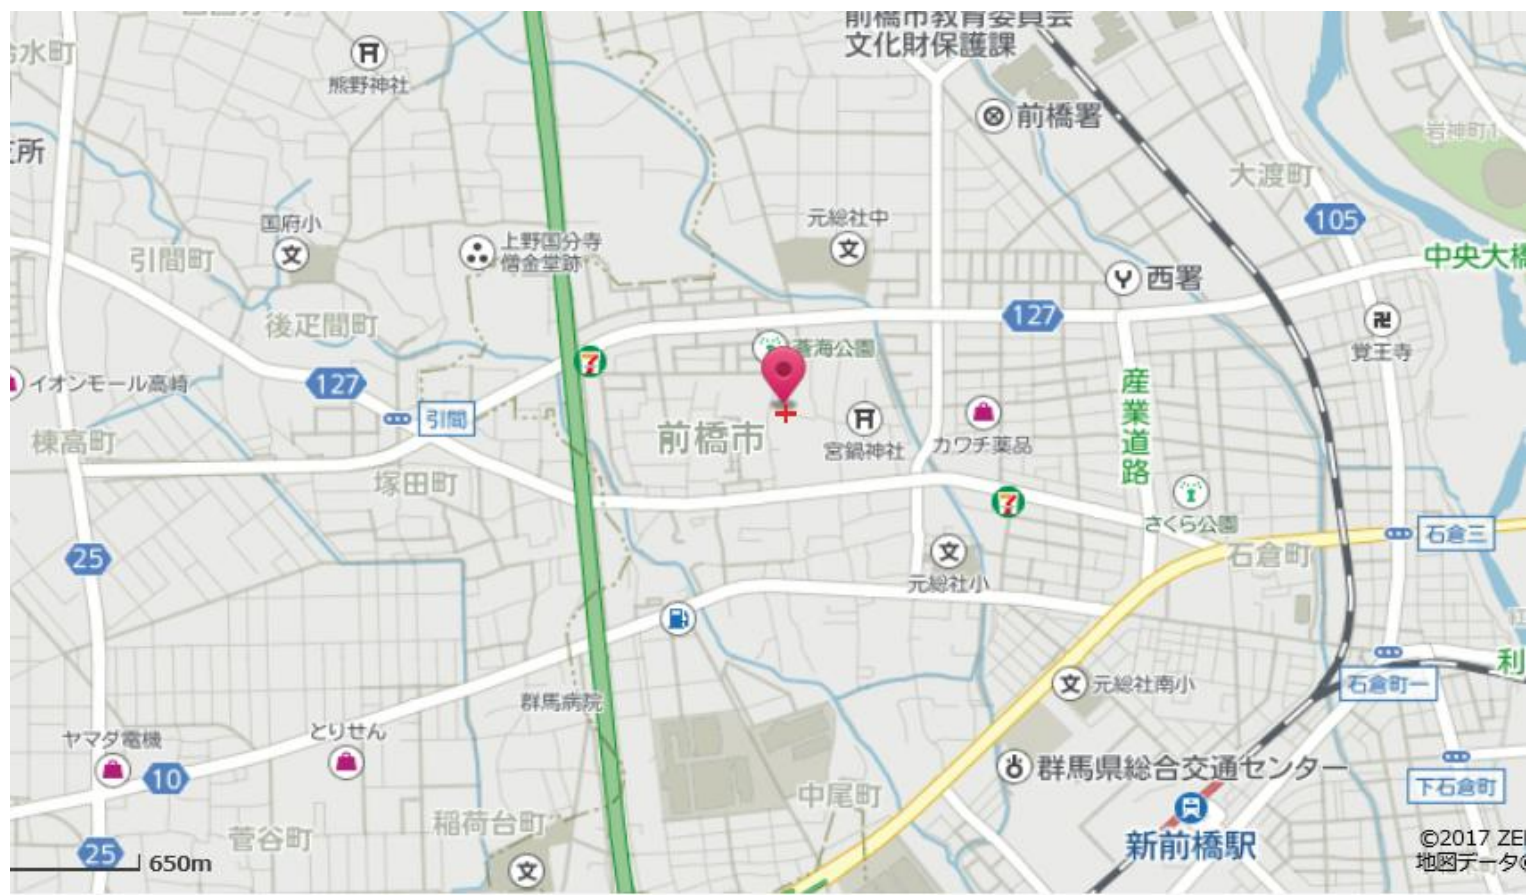 前橋市教育委員会
文化財保護課
水町
熊野神社
前橋署
岩神町1
所
大渡町
国府小
元総社中
105
引間町
上野国分寺
僧金堂跡
中央大橋
西署
後疋間町
127
蒼海公園
覚王寺
イオンモール高崎
127
産業道路
引間
棟高町
前橋市
宮鍋神社
カワチ薬品
塚田町
さくら公園
石倉三
石倉町
25
元総社小
利
石倉町一
元総社南小
群馬病院
ヤマダ電機
とりせん
10
群馬県総合交通センター
下石倉町
中尾町
稲荷台町
菅谷町
新前橋駅
25
650m
©2017 ZE
地図データ©